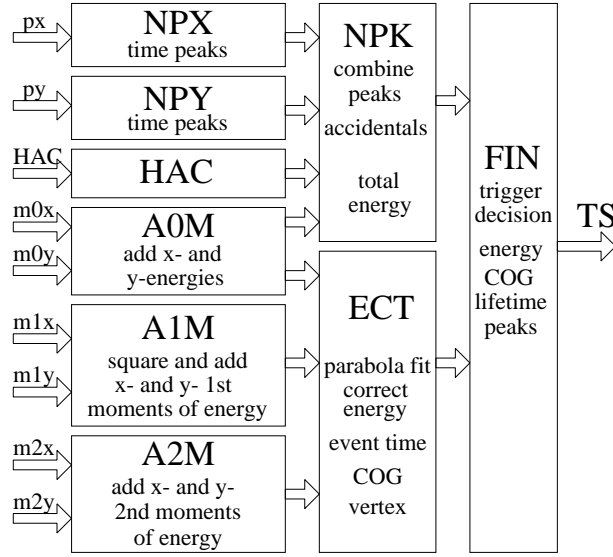 px
NPX
time peaks
py
NPY
time peaks
HAC
HAC
m0x
m0y
A0M
add x- and
y-energies
m1x
m1y
A1M
square and add
x- and y- 1st
moments of energy
m2x
m2y
A2M
add x- and y-
2nd moments
of energy
NPK
combine
peaks
accidentals
total
energy
ECT
parabola fit
correct
energy
event time
COG
vertex
FIN
trigger
decision
energy
COG
lifetime
peaks
TS